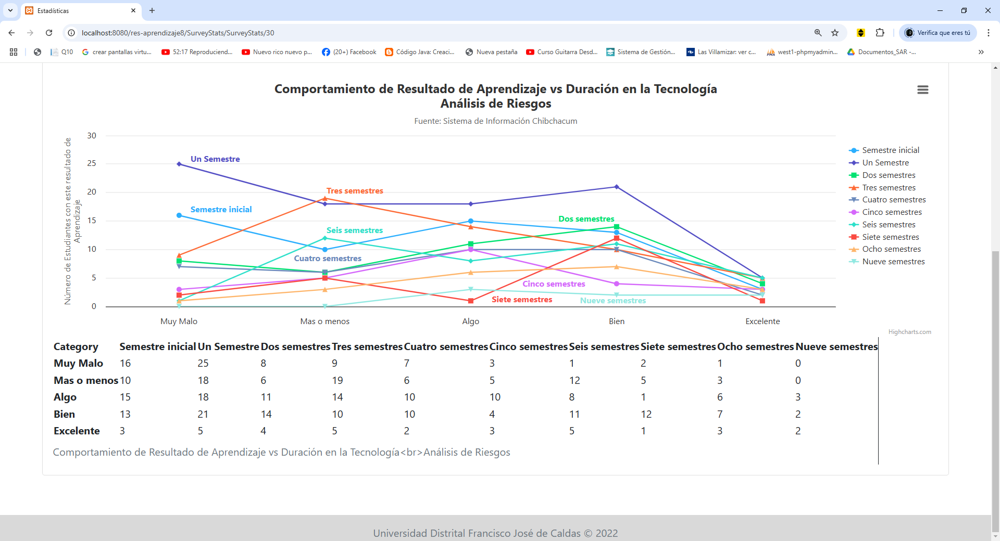 Estadísticas
localhost:8080/res-aprendizaje8/SurveyStats/SurveyStats/30
Verifica que eres tú
Q10
crear pantallas virtu...
52:17 Reproduciend...
Nuevo rico nuevo p...
(20+) Facebook
Código Java: Creaci...
Nueva pestaña
Curso Guitarra Desd...
Sistema de Gestión...
Las Villamizar: ver c...
west1-phpmyadmin...
Documentos_SAR -...
Comportamiento de Resultado de Aprendizaje vs Duración en la Tecnología
Análisis de Riesgos
Fuente: Sistema de Información Chibchacum
Número de Estudiantes con este resultado de
Aprendizaje
30
25
20
15
10
5
0
Un Semestre
Tres semestres
Semestre inicial
Dos semestres
Seis semestres
Cuatro semestres
Cinco semestres
Siete semestres
Nueve semestres
Muy Malo
Mas o menos
Algo
Bien
Excelente
Semestre inicial
Un Semestre
Dos semestres
Tres semestres
Cuatro semestres
Cinco semestres
Seis semestres
Siete semestres
Ocho semestres
Nueve semestres
Highcharts.com
Category Semestre inicial Un Semestre Dos semestres Tres semestres Cuatro semestres Cinco semestres Seis semestres Siete semestres Ocho semestres Nueve semestres
Muy Malo 16 25 8 9 7 3 1 2 1 0
Mas o menos 10 18 6 19 6 5 12 5 3 0
Algo 15 18 11 14 10 10 8 1 6 3
Bien 13 21 14 10 10 4 11 12 7 2
Excelente 3 5 4 5 2 3 5 1 3 2
Comportamiento de Resultado de Aprendizaje vs Duración en la Tecnología<br>Análisis de Riesgos
Universidad Distrital Francisco José de Caldas © 2022